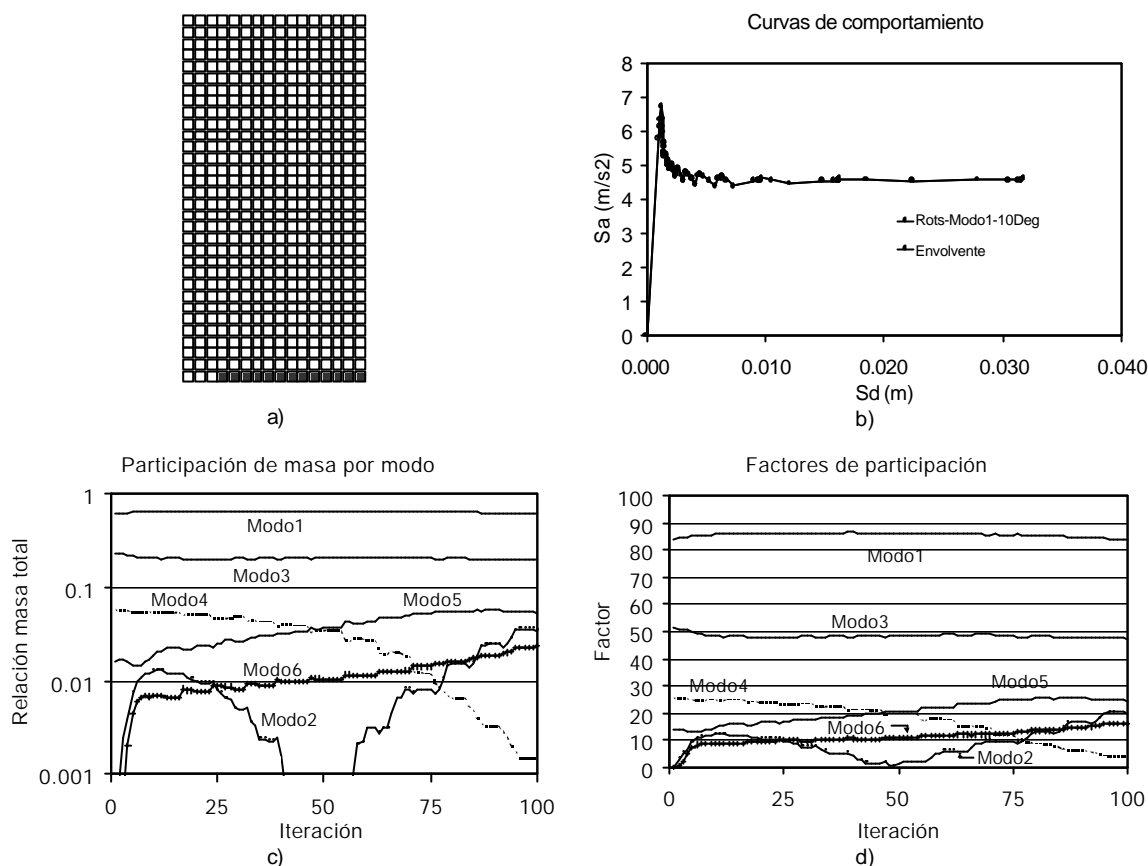 a)
Curvas de comportamiento
8
7
6
5
4
3
2
1
0
Sa (m/s2)
Rots-Modo1-10Deg
Envolvente
0.000 0.010 0.020 0.030 0.040
Sd (m)
b)
Participación de masa por modo
Relación masa total
1
0.1
0.01
0.001
Modo1
Modo3
Modo4
Modo5
Modo6
Modo2
0 25 50 75 100
Iteración
c)
Factores de participación
Factor
100
90
80
70
60
50
40
30
20
10
0
Modo1
Modo3
Modo4
Modo5
Modo6
Modo2
0 25 50 75 100
Iteración
d)